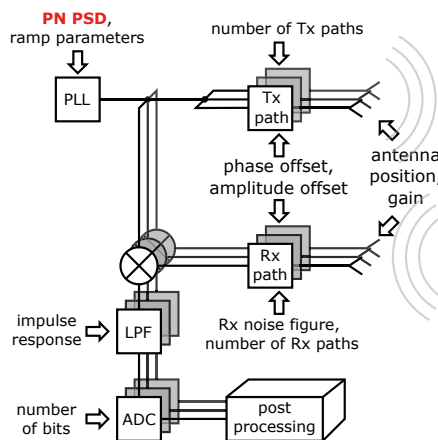 PN PSD,
ramp parameters
number of Tx paths
PLL
Tx
path
phase offset,
amplitude offset
antenna
position,
gain
Rx
path
impulse
response
LPF
Rx noise figure,
number of Rx paths
number
of bits
ADC
post
processing